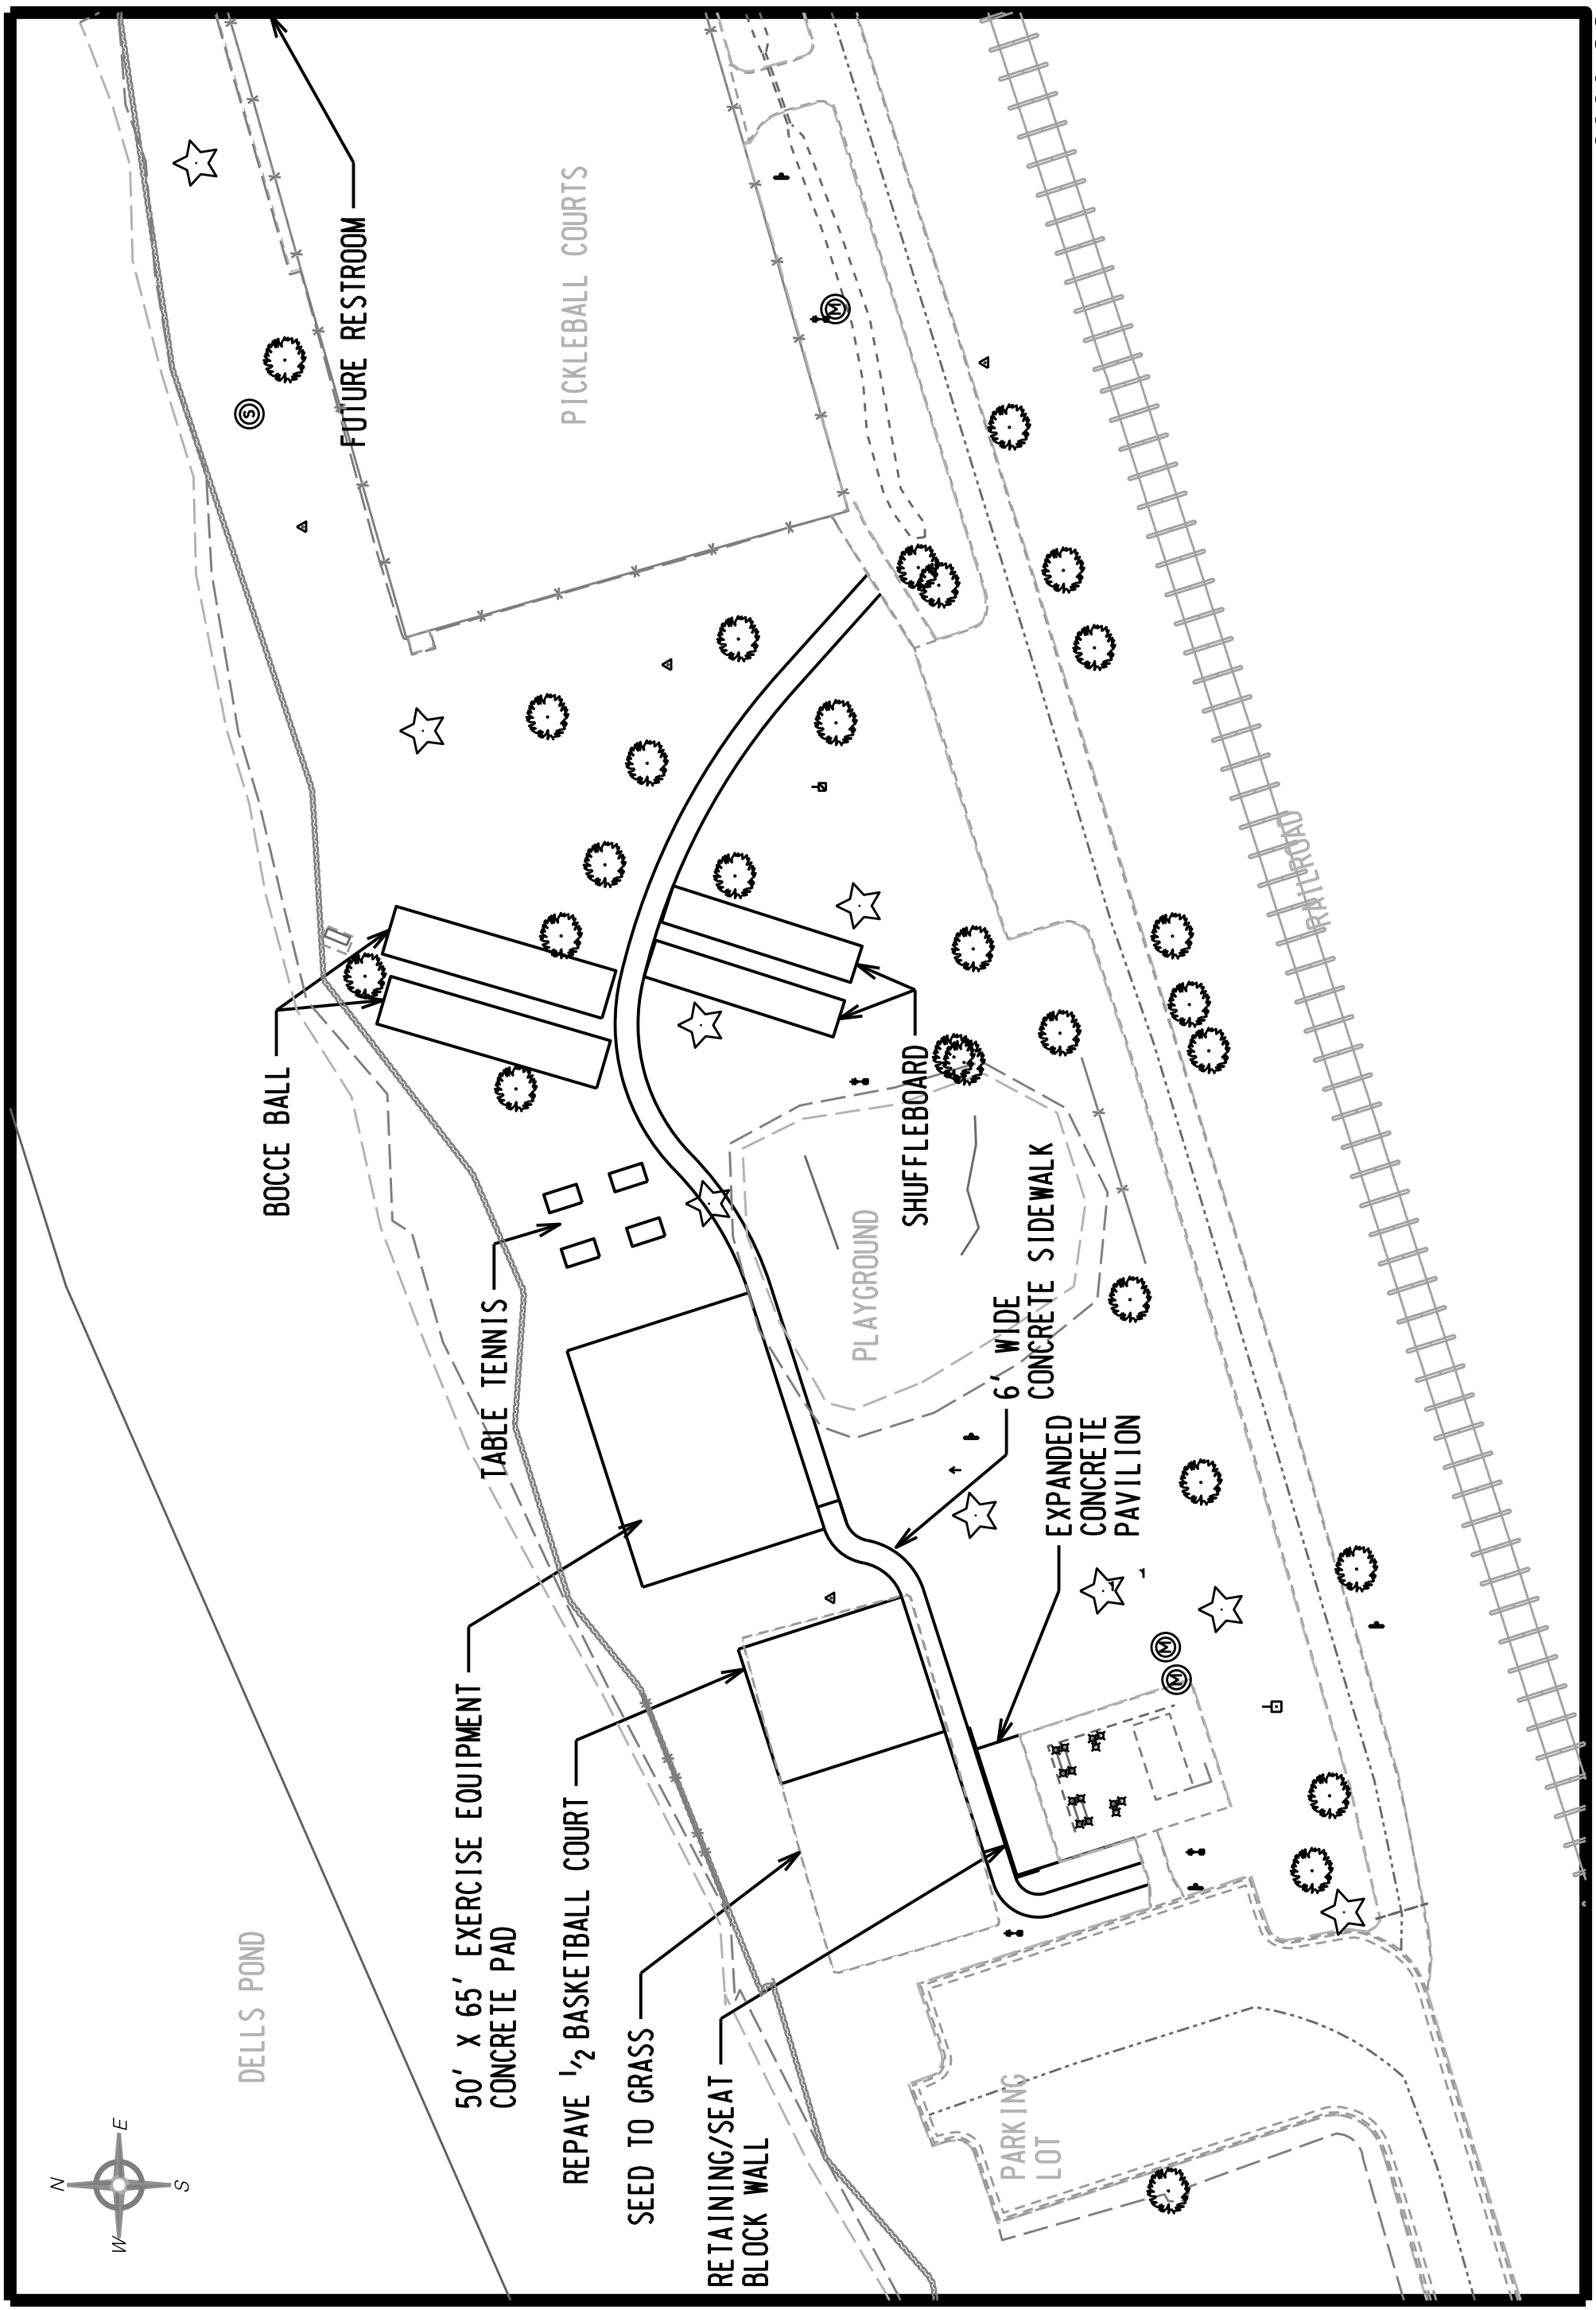 FUTURE RESTROOM
PICKLEBALL COURTS
RAILROAD
BOCCE BALL
SHUFFLEBOARD
TABLE TENNIS
PLAYGROUND
6' WIDE
CONCRETE SIDEWALK
EXPANDED
CONCRETE
PAVILION
50' X 65' EXERCISE EQUIPMENT
CONCRETE PAD
REPAVE 1/2 BASKETBALL COURT
SEED TO GRASS
RETAINING/SEAT
BLOCK WALL
DELLS POND
PARKING
LOT
N
E
S
W
S
M
M
M